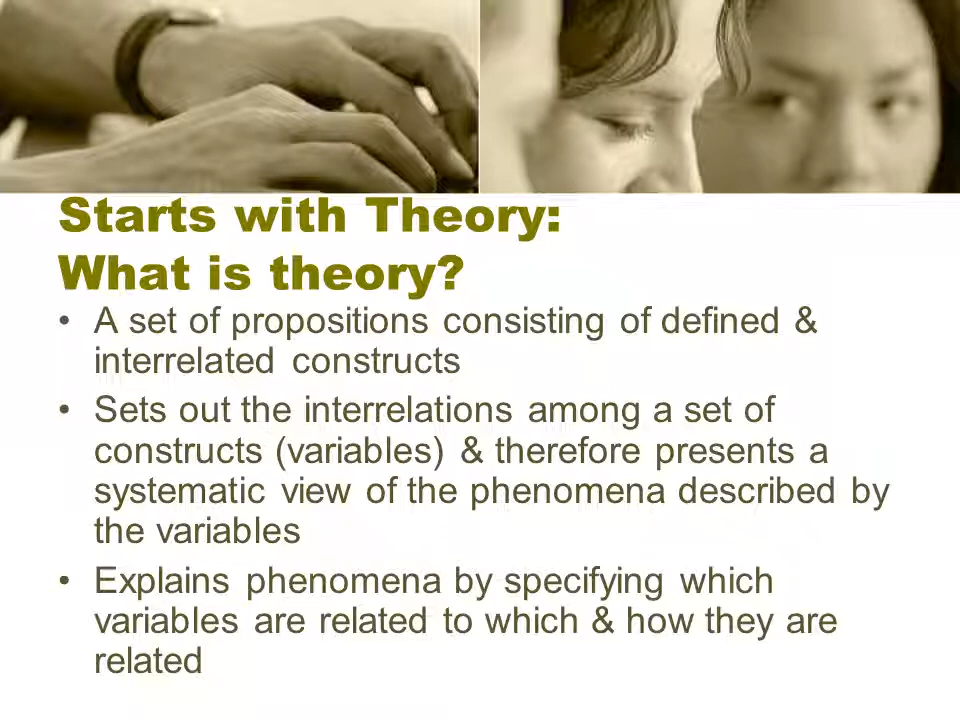 Starts with Theory:
What is theory?
• A set of propositions consisting of defined &
interrelated constructs
• Sets out the interrelations among a set of
constructs (variables) & therefore presents a
systematic view of the phenomena described by
the variables
• Explains phenomena by specifying which
variables are related to which & how they are
related